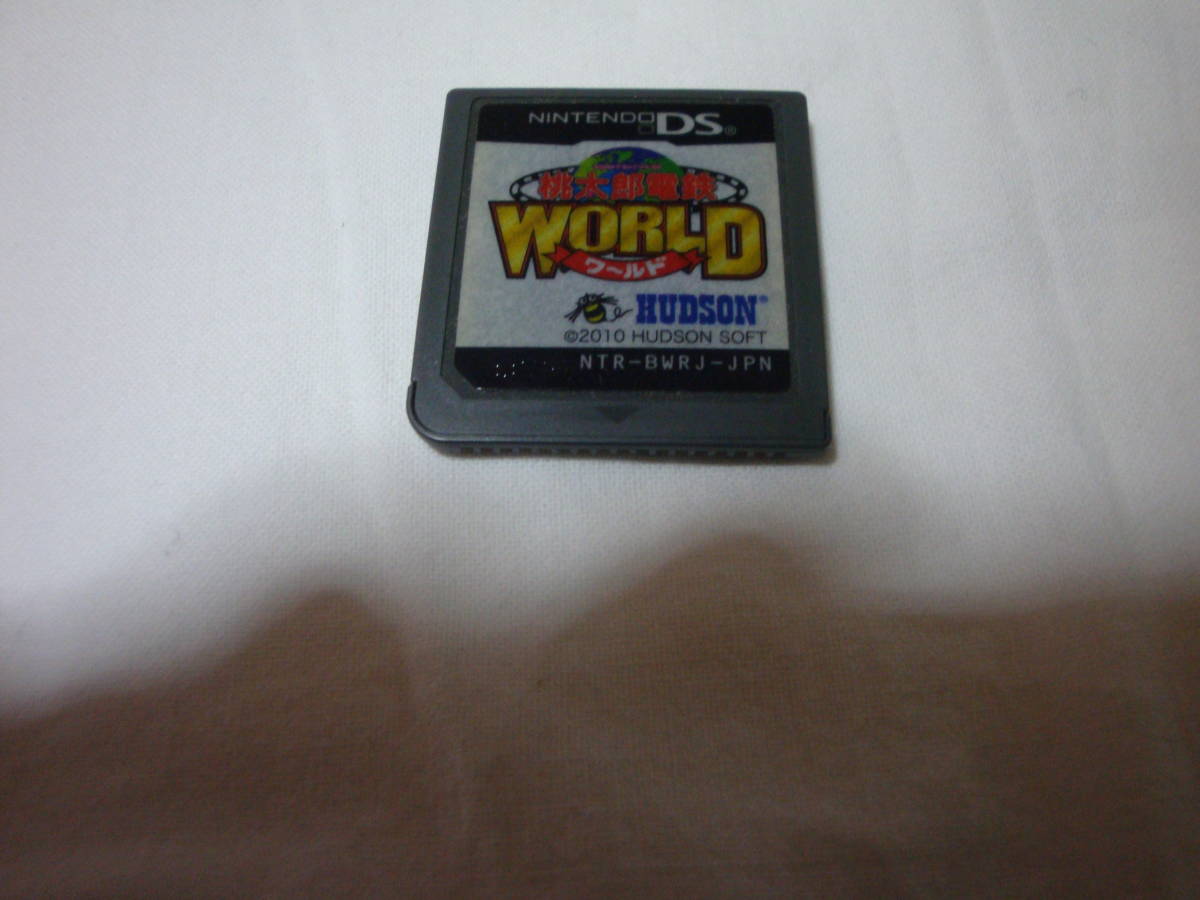 NINTENDO DS®
桃太郎電鉄
WORLD
ワールド
HUDSON®
©2010 HUDSON SOFT
NTR-BWRJ-JPN